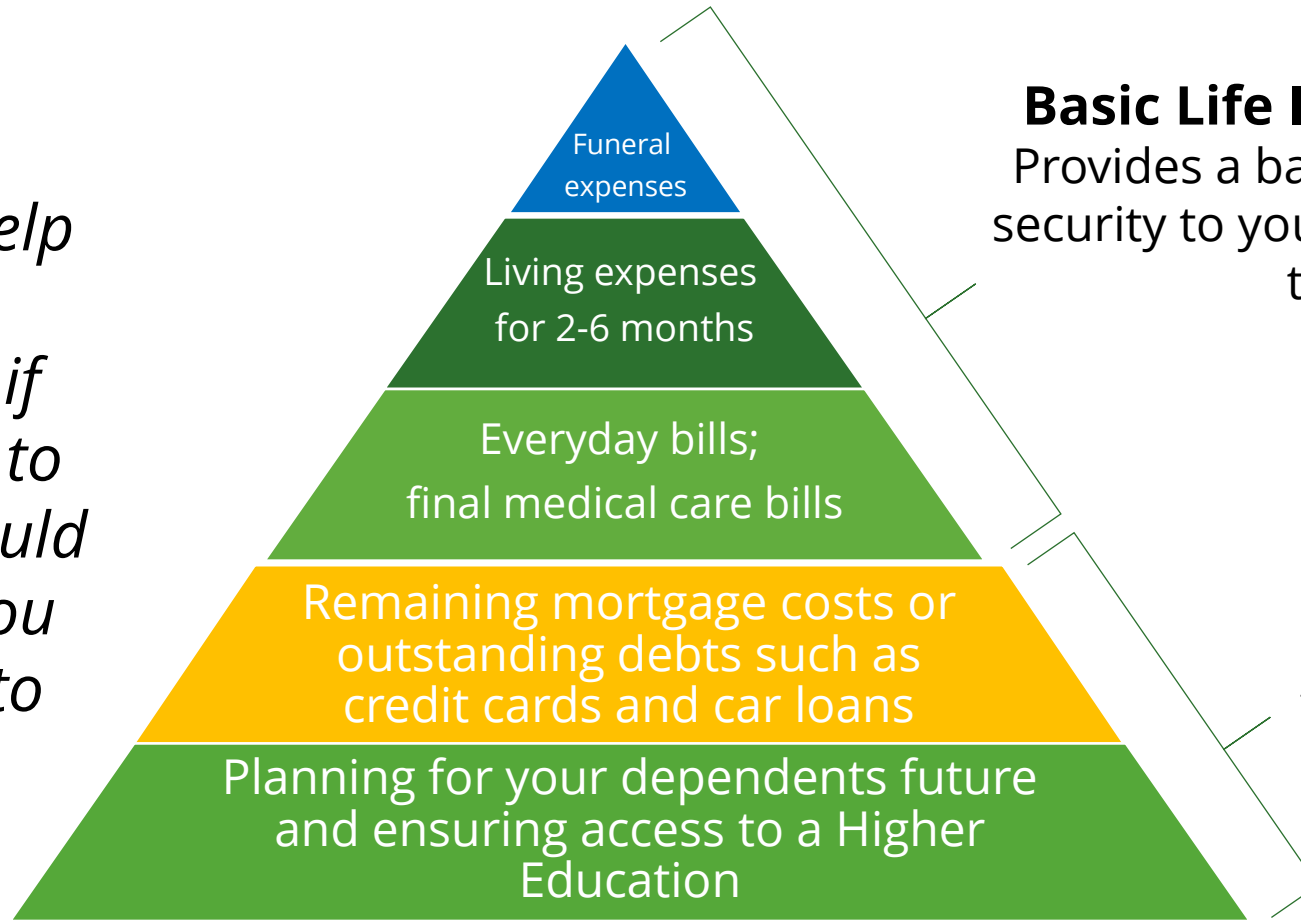 elp
if
to
uld
ou
to
Funeral
expenses
Living expenses
for 2-6 months
Everyday bills;
final medical care bills
Remaining mortgage costs or
outstanding debts such as
credit cards and car loans
Planning for your dependents future
and ensuring access to a Higher
Education
Basic Life
Provides a ba
security to you
t